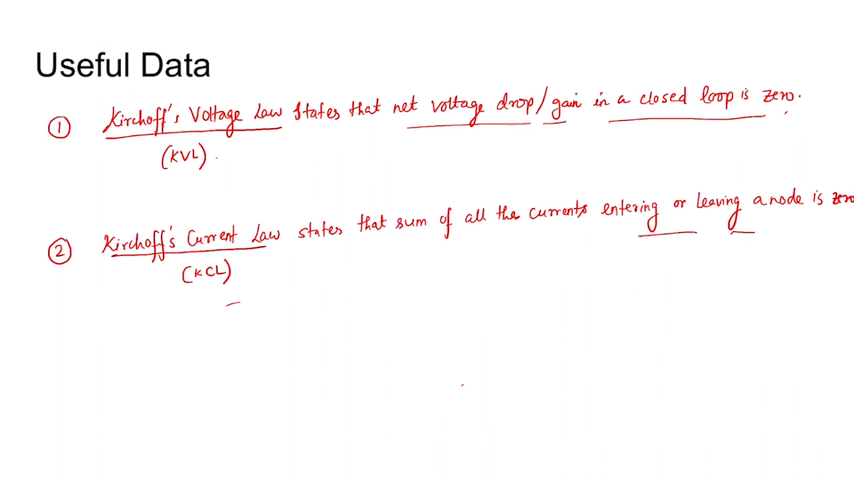 Useful Data
① Kirchoff's Voltage Law States that net voltage drop/gain in a closed loop is zero.
(KVL).
② Kirchoff's Current Law states that sum of all the currents entering or leaving a node is zero
(KCL)